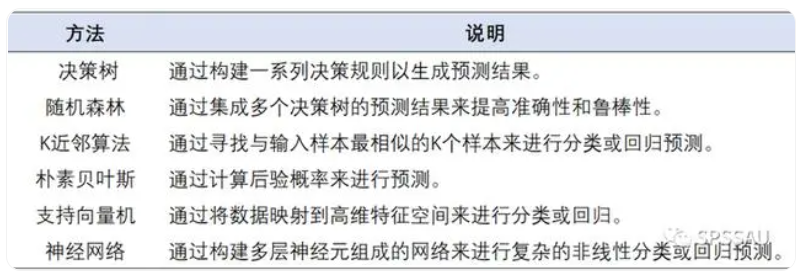 方法 说明
决策树 通过构建一系列决策规则以生成预测结果。
随机森林 通过集成多个决策树的预测结果来提高准确性和鲁棒性。
K近邻算法 通过寻找与输入样本最相似的K个样本来进行分类或回归预测。
朴素贝叶斯 通过计算后验概率来进行预测。
支持向量机 通过将数据映射到高维特征空间来进行分类或回归。
SPSSAU
神经网络 通过构建多层神经元组成的网络来进行复杂的非线性分类或回归预测。